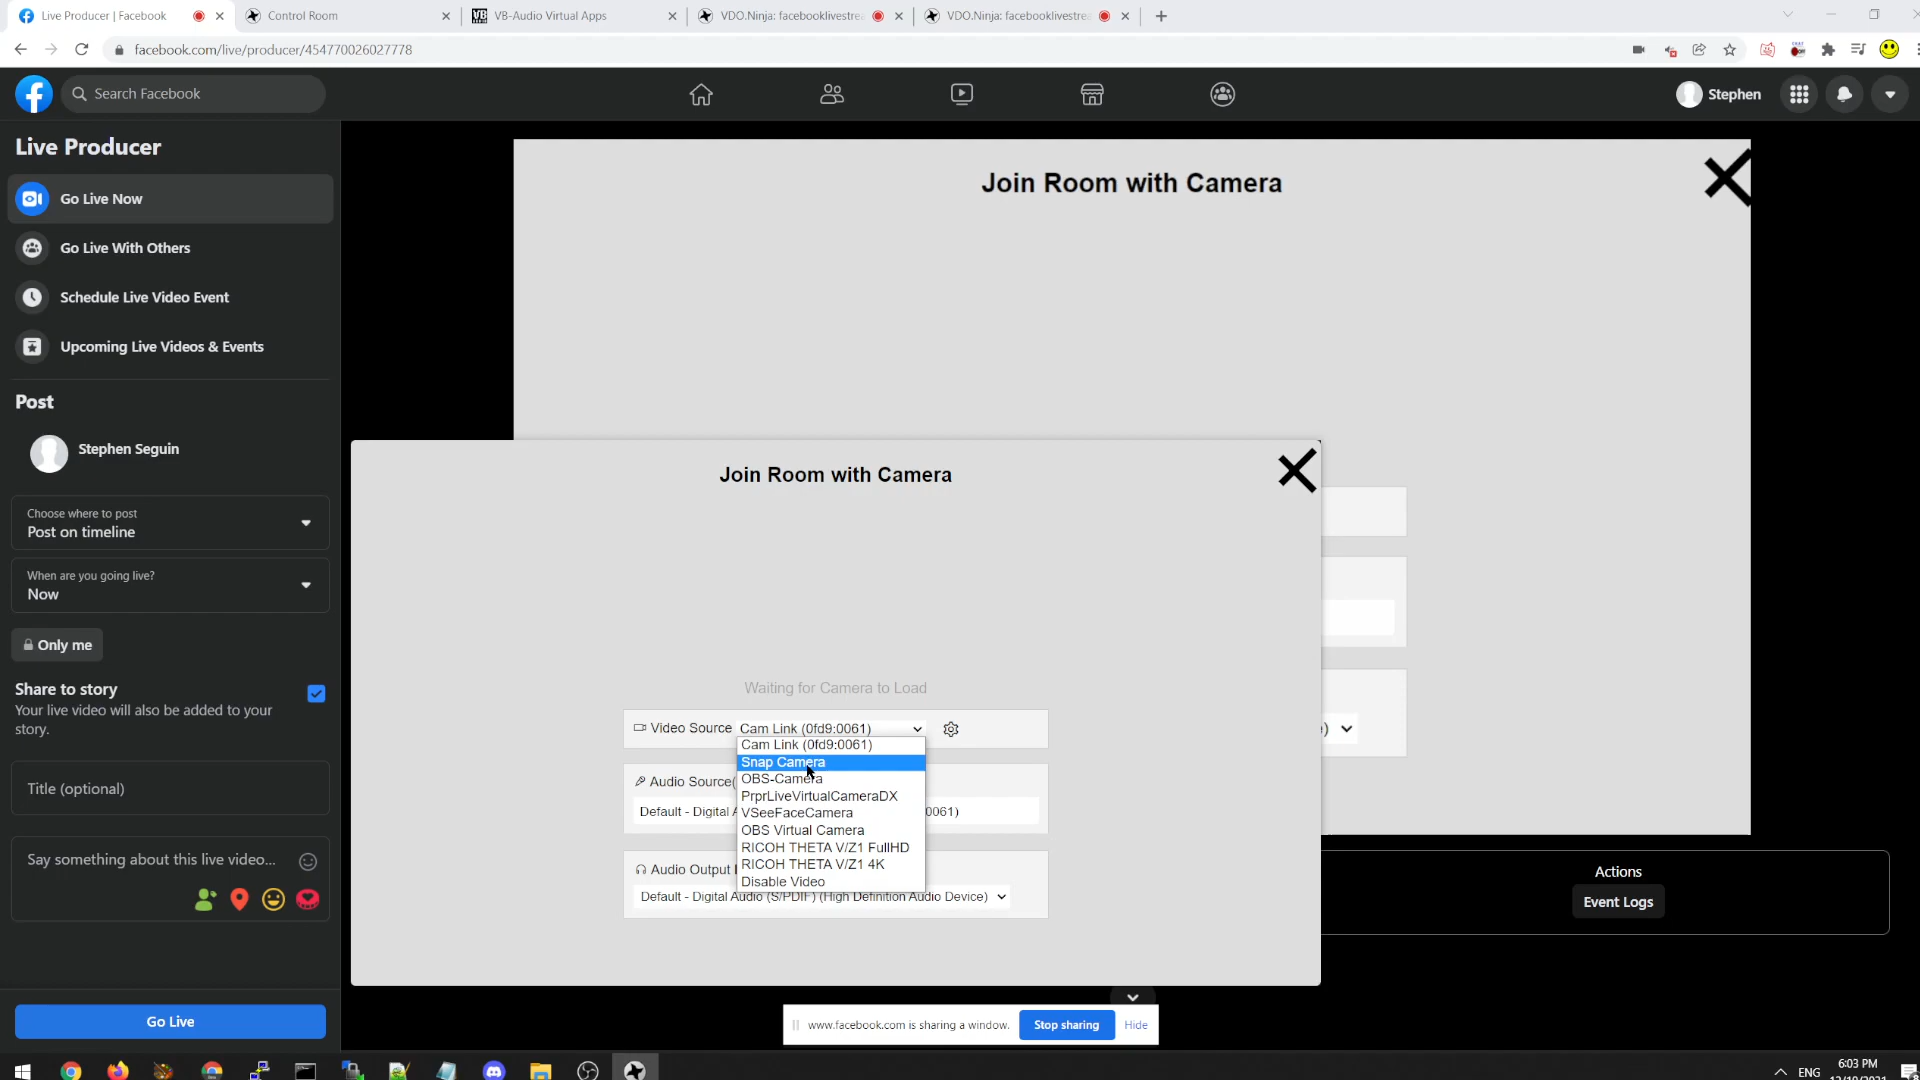 Live Producer | Facebook
Control Room
VB-Audio Virtual Apps
VDO.Ninja: facebooklivestre
VDO.Ninja: facebooklivestre
facebook.com/live/producer/454770026027778
Search Facebook
Stephen
Live Producer
Go Live Now
Go Live With Others
Schedule Live Video Event
Upcoming Live Videos & Events
Post
Stephen Seguin
Choose where to post
Post on timeline
When are you going live?
Now
Only me
Share to story
Your live video will also be added to your
story.
Title (optional)
Say something about this live video...
Go Live
Join Room with Camera
Join Room with Camera
Waiting for Camera to Load
Video Source Cam Link (0fd9:0061)
Cam Link (0fd9:0061)
Snap Camera
OBS-Camera
PrprLiveVirtualCameraDX
VSeeFaceCamera
OBS Virtual Camera
RICOH THETA V/Z1 FullHD
RICOH THETA V/Z1 4K
Disable Video
Audio Source(
Default - Digital A 0061)
Audio Output
Default - Digital Audio (S/PDIF) (High Definition Audio Device)
)
Actions
Event Logs
www.facebook.com is sharing a window.
Stop sharing
Hide
ENG
6:03 PM